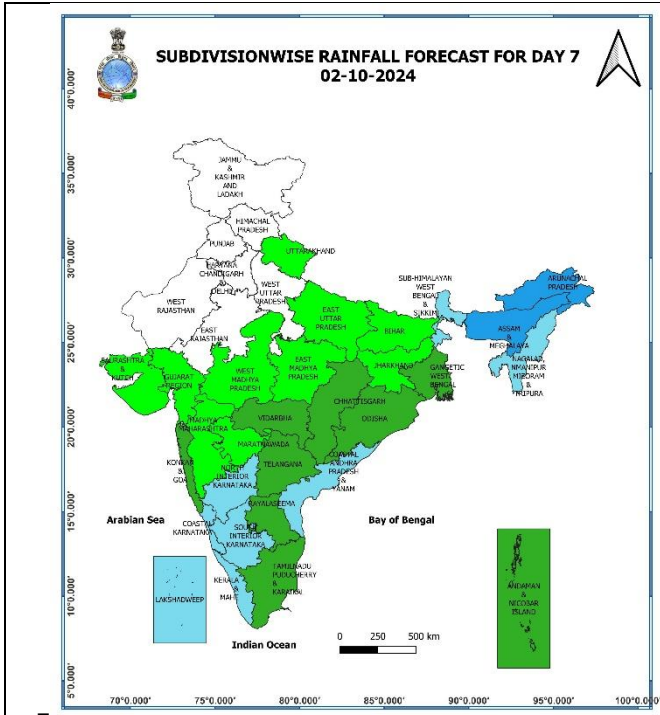 SUBDIVISIONWISE RAINFALL FORECAST FOR DAY 7
02-10-2024
40°0.000'
35°0.000'
30°0.000'
25°0.000'
20°0.000'
15°0.000'
10°0.000'
5°0.000'
JAMMU
&
KASHMIR
AND
LADAKH
HIMACHAL
PRADESH
PUNJAB
UTTARAKHAND
CHANDIGARH
DELHI
WEST
UTTAR
PRADESH
WEST
RAJASTHAN
EAST
RAJASTHAN
EAST
UTTAR
PRADESH
BIHAR
SUB-HIMALAYAN
WEST
BENGAL
&
SIKKIM
ARUNACHAL
PRADESH
ASSAM
&
MEGHALAYA
MIZORAM
&
TRIPURA
SAURASHTRA
&
KUTCH
GUJARAT
REGION
WEST
MADHYA
PRADESH
EAST
MADHYA
PRADESH
JHARKHAND
GANGETIC
WEST
BENGAL
CHHATTISGARH
ODISHA
VIDARBHA
MADHYA
MAHARASHTRA
MARATHWADA
KONKAN
&
GOA
TELANGANA
COASTAL
ANDHRA
PRADESH
&
YANAM
NORTH
INTERIOR
KARNATAKA
RAYALASEEMA
COASTAL
KARNATAKA
SOUTH
INTERIOR
KARNATAKA
Arabian Sea
Bay of Bengal
TAMILNADU
PUDUCHERRY
&
KARAIKAL
KERALA
&
MAHE
LAKSHADWEEP
ANDAMAN
&
NICOBAR
ISLAND
Indian Ocean
0 250 500 km
70°0.000' 75°0.000' 80°0.000' 85°0.000' 90°0.000' 95°0.000' 100°0.000'